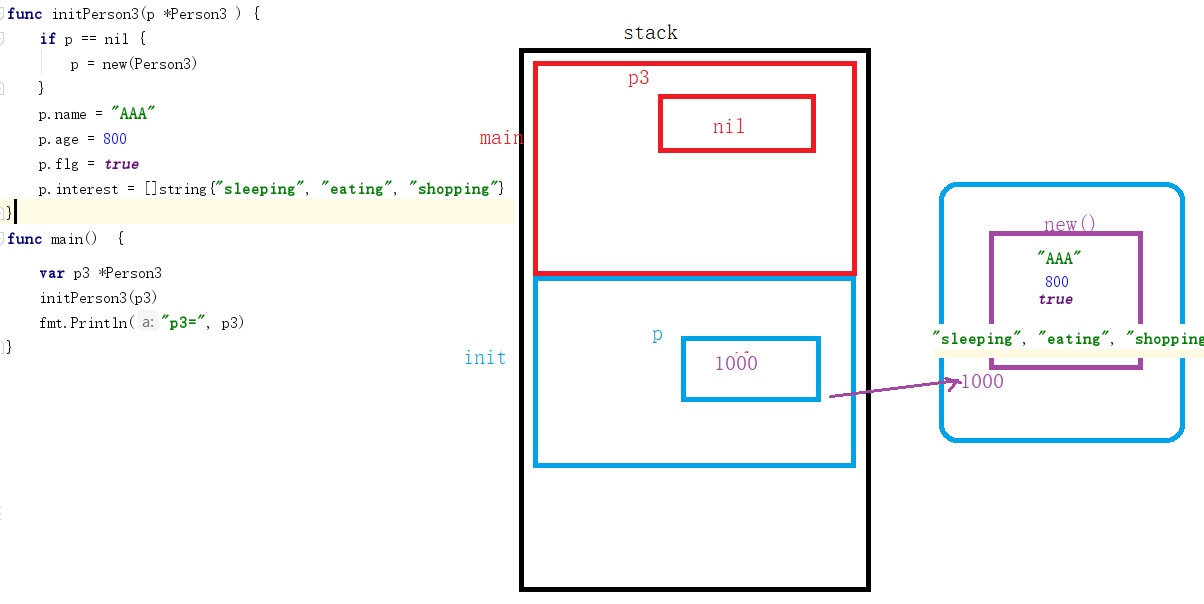 func initPerson3(p *Person3 ) {
if p == nil {
p = new(Person3)
}
p.name = "AAA"
p.age = 800
p.flg = true
p.interest = []string{"sleeping", "eating", "shopping"}
}
func main() {
var p3 *Person3
initPerson3(p3)
fmt.Println( a: "p3=", p3)
}
stack
p3
nil
main
p
1000
init
new()
"AAA"
800
true
"sleeping", "eating", "shopping
1000